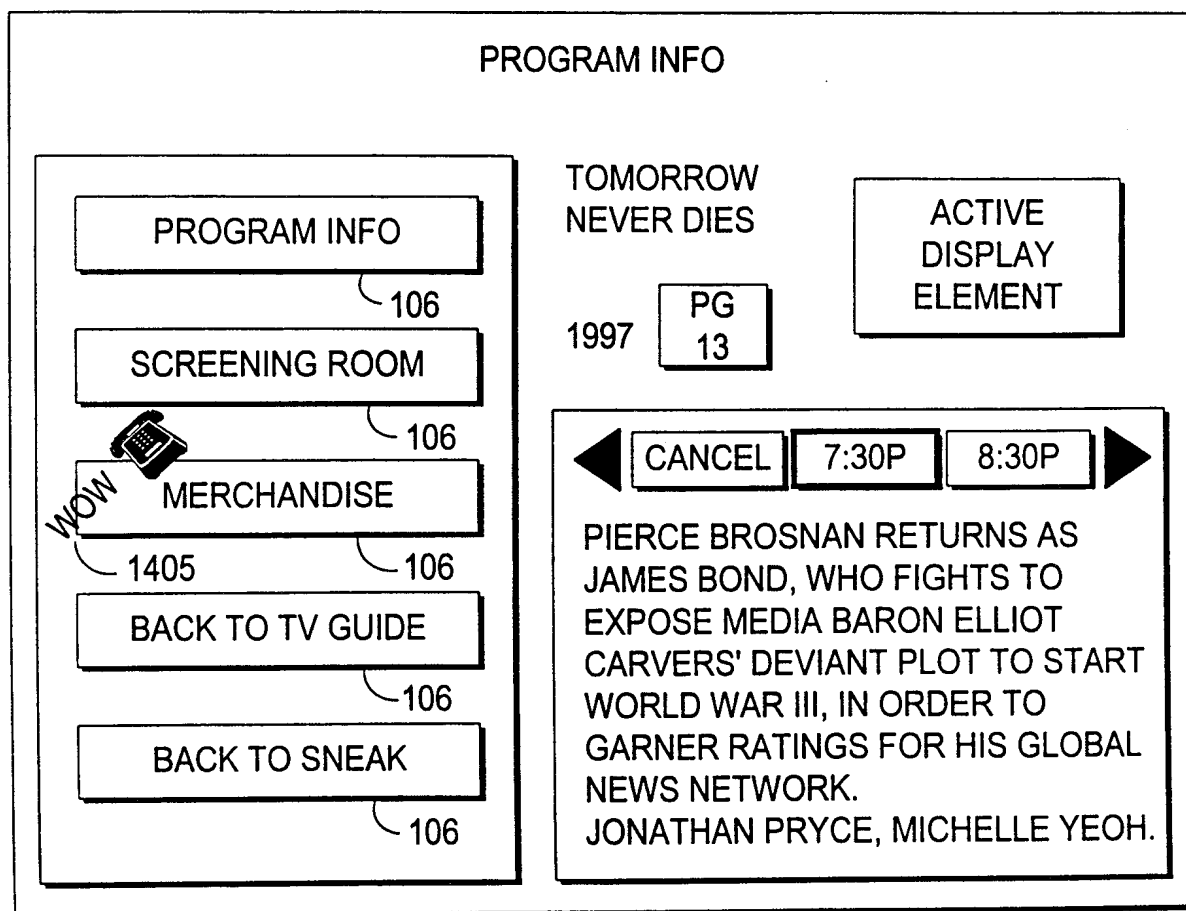 PROGRAM INFO
PROGRAM INFO
106
SCREENING ROOM
106
WOW
MERCHANDISE
1405
106
BACK TO TV GUIDE
106
BACK TO SNEAK
106
TOMORROW
NEVER DIES
1997
PG
13
ACTIVE
DISPLAY
ELEMENT
CANCEL 7:30P 8:30P
PIERCE BROSNAN RETURNS AS
JAMES BOND, WHO FIGHTS TO
EXPOSE MEDIA BARON ELLIOT
CARVERS' DEVIANT PLOT TO START
WORLD WAR III, IN ORDER TO
GARNER RATINGS FOR HIS GLOBAL
NEWS NETWORK.
JONATHAN PRYCE, MICHELLE YEOH.